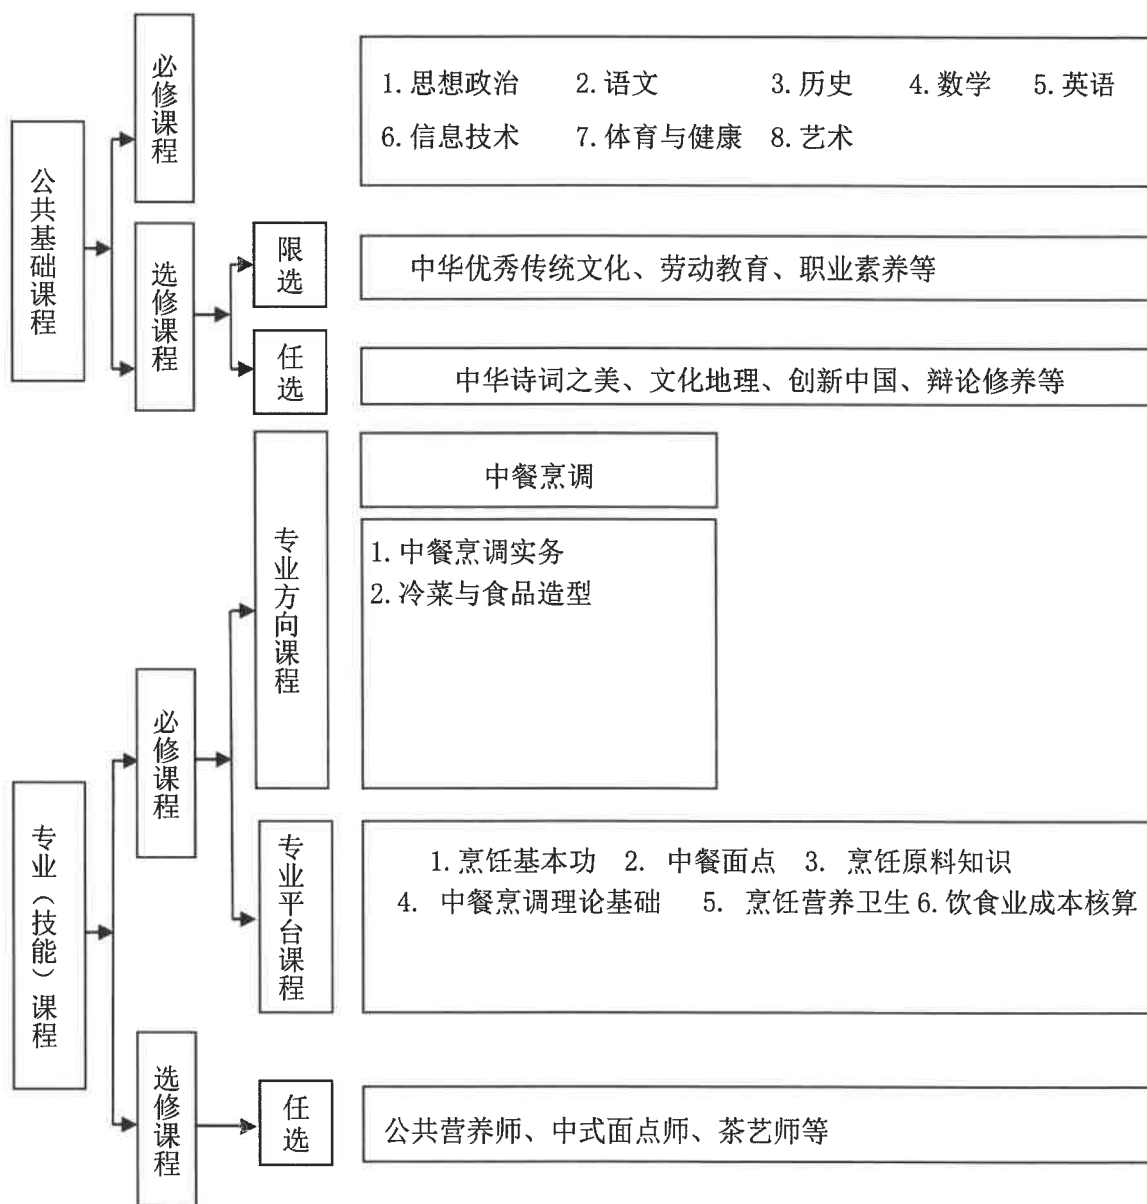 公共基础课程
必修课程
1.思想政治 2.语文 3.历史 4.数学 5.英语
6.信息技术 7.体育与健康 8.艺术
选修课程
限选
中华优秀传统文化、劳动教育、职业素养等
任选
中华诗词之美、文化地理、创新中国、辩论修养等
专业（技能）课程
必修课程
专业方向课程
中餐烹调
1.中餐烹调实务
2.冷菜与食品造型
专业平台课程
1.烹饪基本功 2. 中餐面点 3. 烹饪原料知识
4. 中餐烹调理论基础 5. 烹饪营养卫生 6.饮食业成本核算
选修课程
任选
公共营养师、中式面点师、茶艺师等